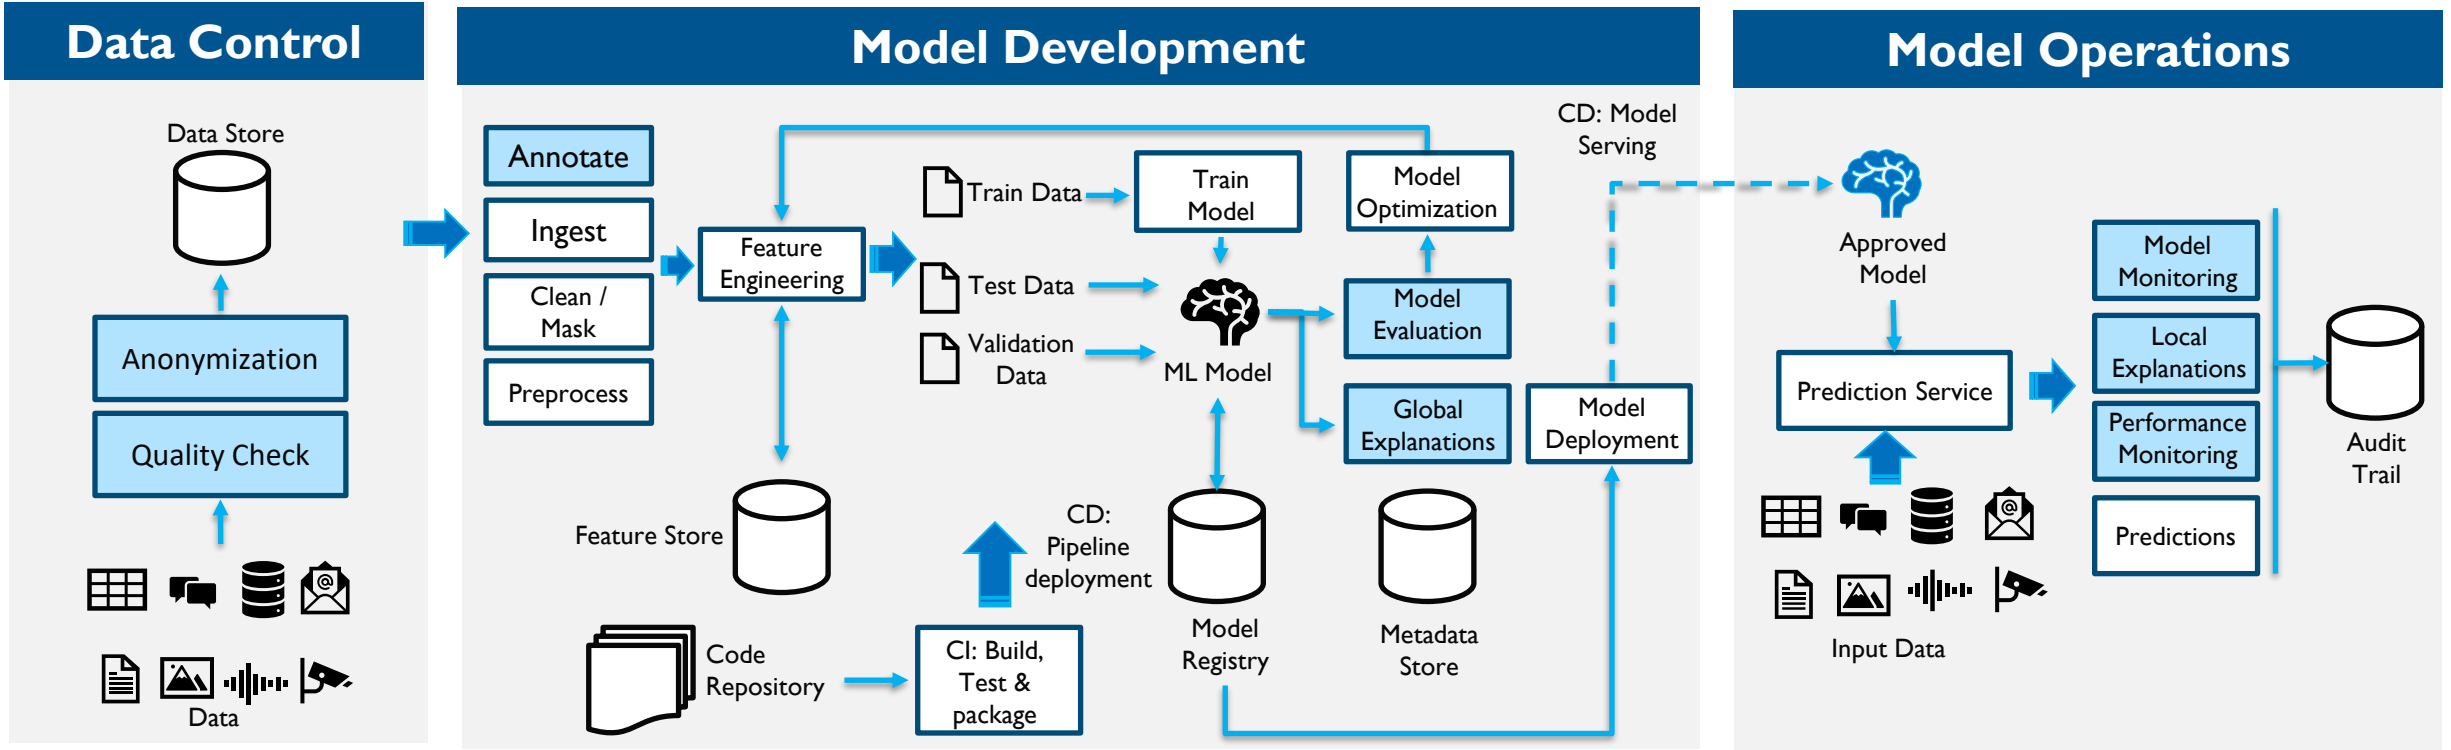 Data Control
Data Store
Anonymization
Quality Check
Data
Model Development
Annotate
Ingest
Clean /
Mask
Preprocess
Feature
Engineering
Feature Store
Train Data
Test Data
Validation
Data
Train
Model
ML Model
Model
Optimization
Model
Evaluation
Global
Explanations
CD: Model
Serving
Model
Deployment
Code
Repository
CI: Build,
Test &
package
CD:
Pipeline
deployment
Model
Registry
Metadata
Store
Model Operations
Approved
Model
Prediction Service
@
@
Input Data
Model
Monitoring
Local
Explanations
Performance
Monitoring
Predictions
Audit
Trail